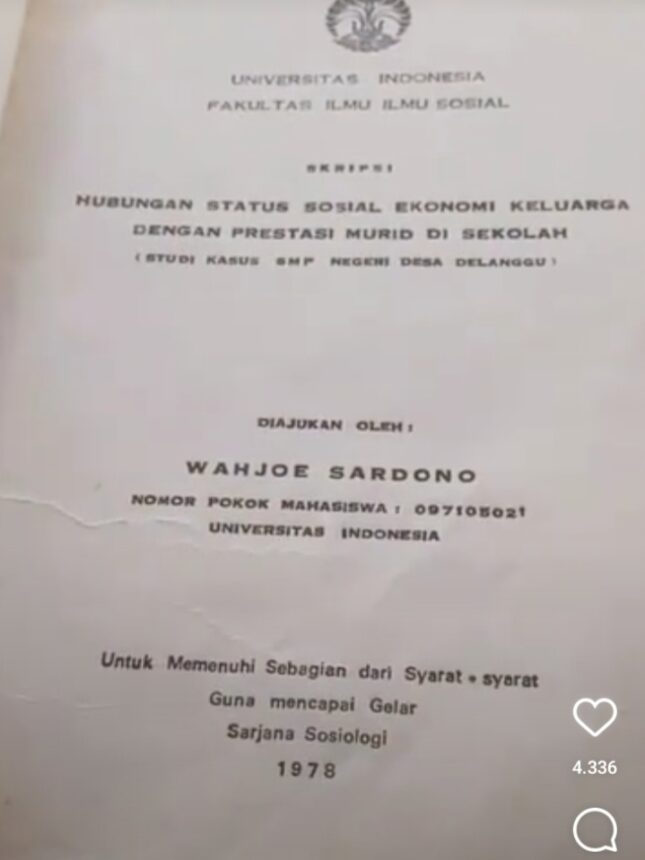 UNIVERSITAS INDONESIA
FAKULTAS ILMU ILMU SOSIAL
SKRIPSI
HUBUNGAN STATUS SOSIAL EKONOMI KELUARGA
DENGAN PRESTASI MURID DI SEKOLAH
( STUDI KASUS SMP NEGERI DESA DELANGGU )
DIAJUKAN OLEH :
WAHJOE SARDONO
NOMOR POKOK MAHASISWA : 097105021
UNIVERSITAS INDONESIA
Untuk Memenuhi Sebagian dari Syarat - syarat
Guna mencapai Gelar
Sarjana Sosiologi
1978
4.336